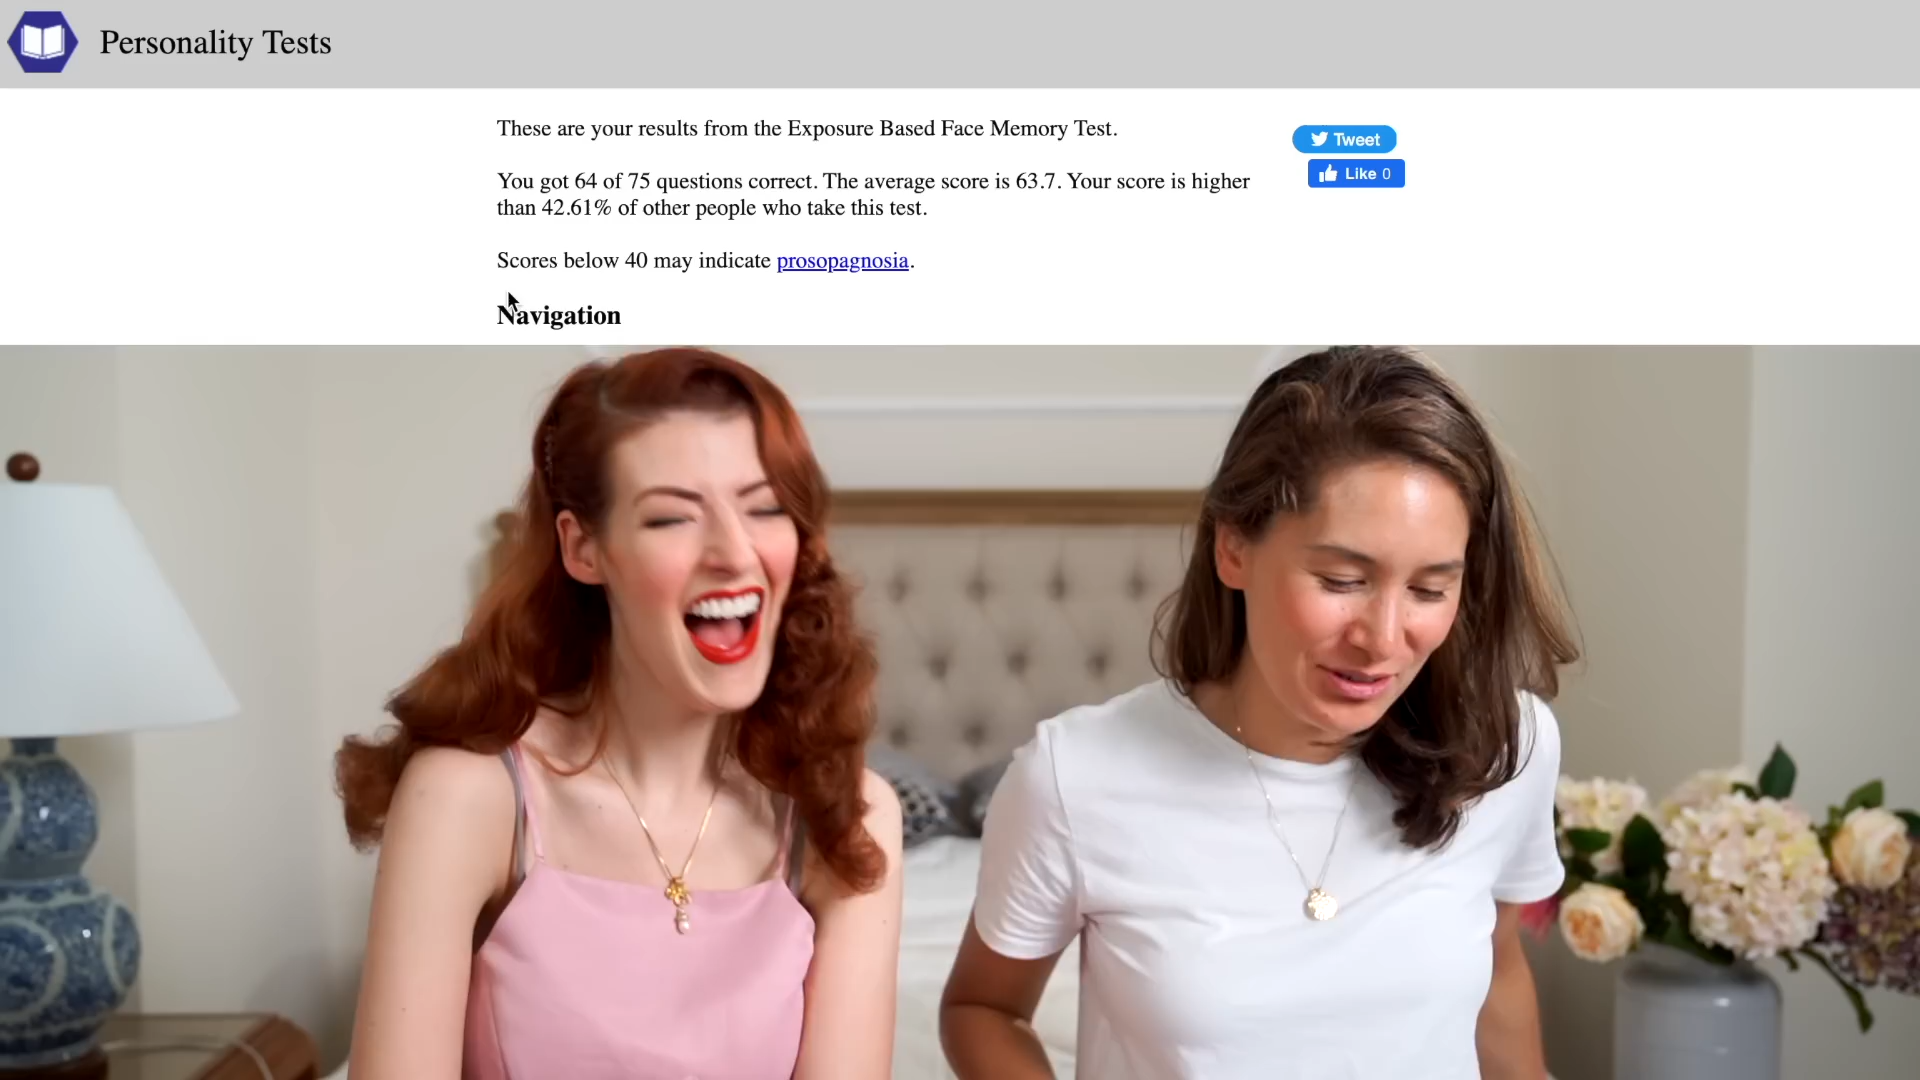 Personality Tests
These are your results from the Exposure Based Face Memory Test.
Tweet
Like 0
You got 64 of 75 questions correct. The average score is 63.7. Your score is higher
than 42.61% of other people who take this test.
Scores below 40 may indicate prosopagnosia.
Navigation